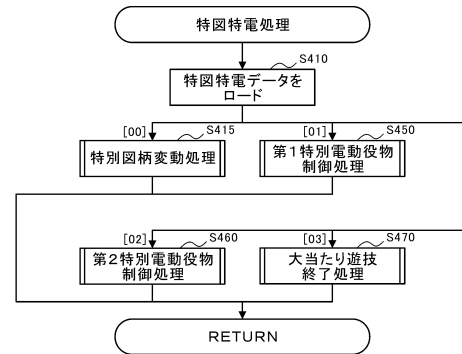 特図特電処理
S410
特図特電データを
ロード
[00]
S415
特別図柄変動処理
[01]
S450
第1特別電動役物
制御処理
[02]
S460
第2特別電動役物
制御処理
[03]
S470
大当たり遊技
終了処理
RETURN